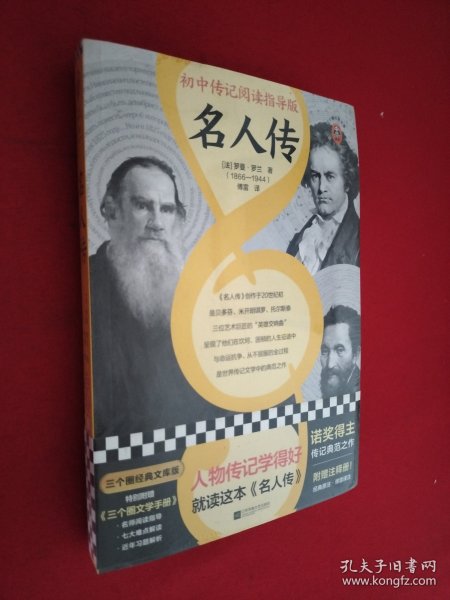 初中传记阅读指导版
名人传
[法]罗曼·罗兰 著
(1866—1944)
傅雷 译
《名人传》创作于20世纪初
是贝多芬、米开朗琪罗、托尔斯泰
三位艺术巨匠的“英雄交响曲”
呈现了他们在坎坷、困顿的人生征途中
与命运抗争、从不屈服的全过程
是世界传记文学中的典范之作
三个圈经典文库版
特别附赠
《三个圈文学手册》
·名师阅读指导
·七大难点解读
·近年习题解析
人物传记学得好
就读这本《名人传》
诺奖得主
传记典范之作
附赠注释册!
孔夫子旧书网
www.kongfz.com